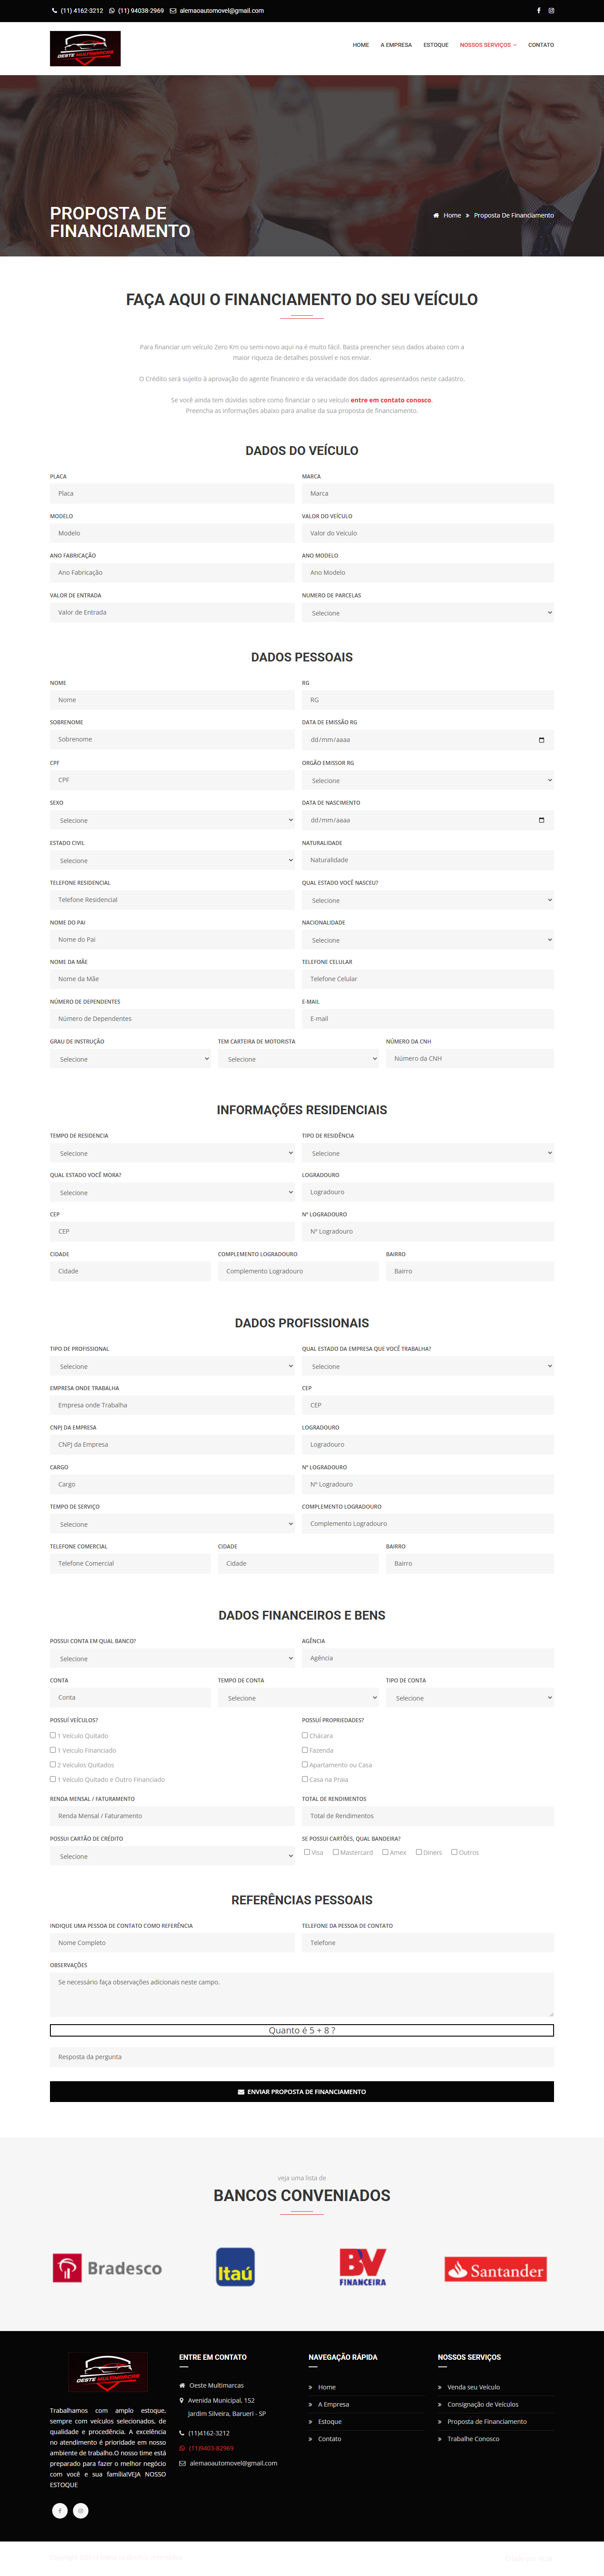 (11) 4162-3212 (11) 94038-2969 alemaoautomovel@gmail.com
OESTE MULTIMARCAS
HOME A EMPRESA ESTOQUE NOSSOS SERVIÇOS CONTATO
PROPOSTA DE
FINANCIAMENTO
Home » Proposta De Financiamento
FAÇA AQUI O FINANCIAMENTO DO SEU VEÍCULO
Para financiar um veículo Zero Km ou semi-novo aqui na é muito fácil. Basta preencher seus dados abaixo com a
maior riqueza de detalhes possível e nos enviar.
O Crédito será sujeito à aprovação do agente financeiro e da veracidade dos dados apresentados neste cadastro.
Se você ainda tem dúvidas sobre como financiar o seu veículo entre em contato conosco.
Preencha as informações abaixo para analise da sua proposta de financiamento.
DADOS DO VEÍCULO
PLACA MARCA
Placa Marca
MODELO VALOR DO VEÍCULO
Modelo Valor do Veículo
ANO FABRICAÇÃO ANO MODELO
Ano Fabricação Ano Modelo
VALOR DE ENTRADA NUMERO DE PARCELAS
Valor de Entrada Selecione
DADOS PESSOAIS
NOME RG
Nome RG
SOBRENOME DATA DE EMISSÃO RG
Sobrenome dd/mm/aaaa
CPF ORGÃO EMISSOR RG
CPF Selecione
SEXO DATA DE NASCIMENTO
Selecione dd/mm/aaaa
ESTADO CIVIL NATURALIDADE
Selecione Naturalidade
TELEFONE RESIDENCIAL QUAL ESTADO VOCÊ NASCEU?
Telefone Residencial Selecione
NOME DO PAI NACIONALIDADE
Nome do Pai Selecione
NOME DA MÃE TELEFONE CELULAR
Nome da Mãe Telefone Celular
NÚMERO DE DEPENDENTES E-MAIL
Número de Dependentes E-mail
GRAU DE INSTRUÇÃO TEM CARTEIRA DE MOTORISTA NÚMERO DA CNH
Selecione Selecione Número da CNH
INFORMAÇÕES RESIDENCIAIS
TEMPO DE RESIDENCIA TIPO DE RESIDÊNCIA
Selecione Selecione
QUAL ESTADO VOCÊ MORA? LOGRADOURO
Selecione Logradouro
CEP Nº LOGRADOURO
CEP Nº Logradouro
CIDADE COMPLEMENTO LOGRADOURO BAIRRO
Cidade Complemento Logradouro Bairro
DADOS PROFISSIONAIS
TIPO DE PROFISSIONAL QUAL ESTADO DA EMPRESA QUE VOCÊ TRABALHA?
Selecione Selecione
EMPRESA ONDE TRABALHA CEP
Empresa onde Trabalha CEP
CNPJ DA EMPRESA LOGRADOURO
CNPJ da Empresa Logradouro
CARGO Nº LOGRADOURO
Cargo Nº Logradouro
TEMPO DE SERVIÇO COMPLEMENTO LOGRADOURO
Selecione Complemento Logradouro
TELEFONE COMERCIAL CIDADE BAIRRO
Telefone Comercial Cidade Bairro
DADOS FINANCEIROS E BENS
POSSUI CONTA EM QUAL BANCO? AGÊNCIA
Selecione Agência
CONTA TEMPO DE CONTA TIPO DE CONTA
Conta Selecione Selecione
POSSUÍ VEÍCULOS? POSSUÍ PROPRIEDADES?
1 Veículo Quitado Chácara
1 Veículo Financiado Fazenda
2 Veículos Quitados Apartamento ou Casa
1 Veículo Quitado e Outro Financiado Casa na Praia
RENDA MENSAL / FATURAMENTO TOTAL DE RENDIMENTOS
Renda Mensal / Faturamento Total de Rendimentos
POSSUI CARTÃO DE CRÉDITO SE POSSUI CARTÕES, QUAL BANDEIRA?
Selecione Visa Mastercard Amex Diners Outros
REFERÊNCIAS PESSOAIS
INDIQUE UMA PESSOA DE CONTATO COMO REFERÊNCIA TELEFONE DA PESSOA DE CONTATO
Nome Completo Telefone
OBSERVAÇÕES
Se necessário faça observações adicionais neste campo.
Quanto é 5 + 8 ?
Resposta da pergunta
ENVIAR PROPOSTA DE FINANCIAMENTO
veja uma lista de
BANCOS CONVENIADOS
Bradesco Itaú BV FINANCEIRA Santander
OESTE MULTIMARCAS
Trabalhamos com amplo estoque,
sempre com veículos selecionados, de
qualidade e procedência. A excelência
no atendimento é prioridade em nosso
ambiente de trabalho.O nosso time está
preparado para fazer o melhor negócio
com você e sua família!VEJA NOSSO
ESTOQUE
ENTRE EM CONTATO
Oeste Multimarcas
Avenida Municipal, 152
Jardim Silveira, Barueri - SP
(11)4162-3212
(11)9403-82969
alemaoautomovel@gmail.com
NAVEGAÇÃO RÁPIDA
» Home
» A Empresa
» Estoque
» Contato
NOSSOS SERVIÇOS
» Venda seu Veículo
» Consignação de Veículos
» Proposta de Financiamento
» Trabalhe Conosco